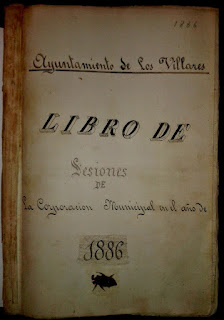 1886
Ayuntamiento de Los Villares
LIBRO DE
Sesiones
DE
la Corporacion Municipal en el año de
1886